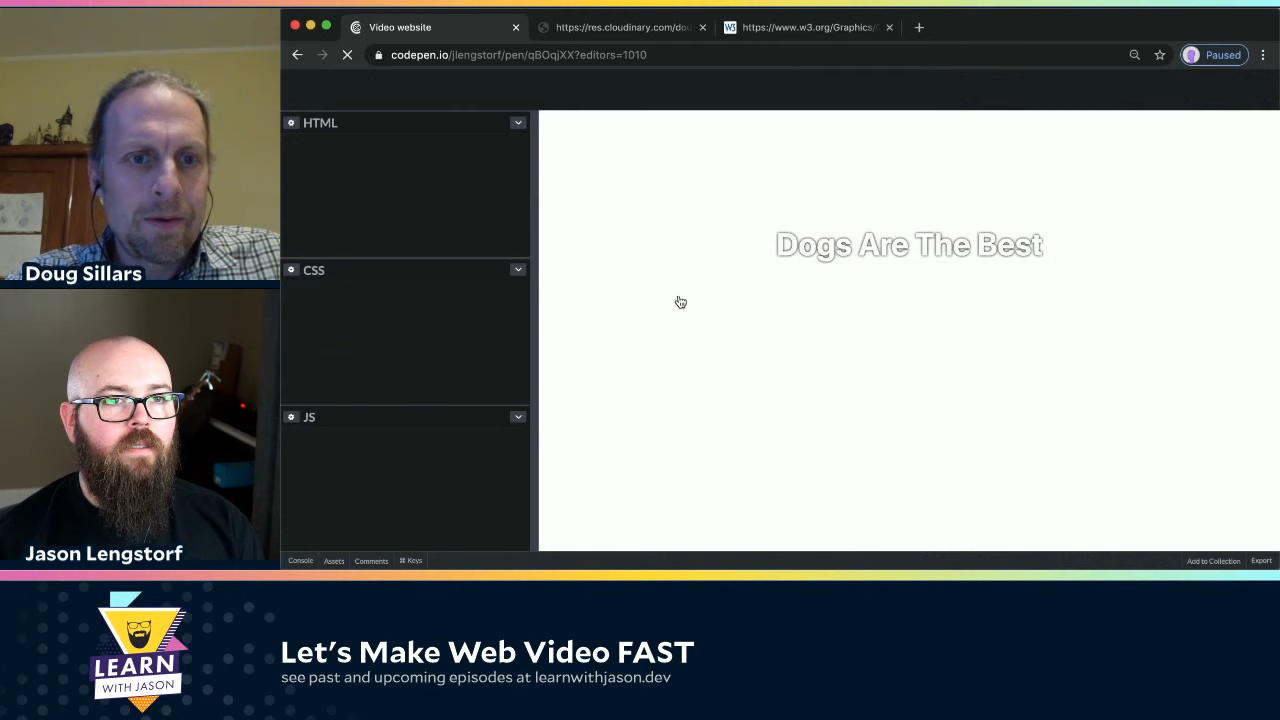 Video website
https://res.cloudinary.com/dou
https://www.w3.org/Graphics/
codepen.io/jlengstorf/pen/qBOqjXX?editors=1010
Paused
HTML
CSS
JS
Dogs Are The Best
Console
Assets
Comments
⌘ Keys
Add to Collection
Export
Doug Sillars
Jason Lengstorf
LEARN
WITH JASON
Let's Make Web Video FAST
see past and upcoming episodes at learnwithjason.dev